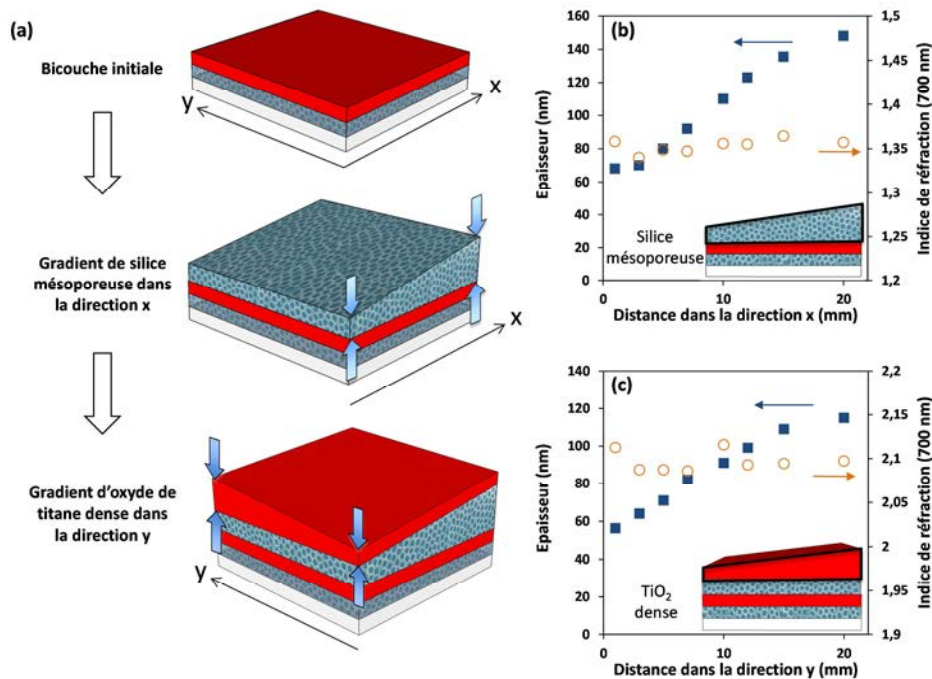 (a)
Bicouche initiale
y
x
Gradient de silice
mésoporeuse dans
la direction x
x
Gradient d'oxyde de
titane dense dans
la direction y
y
(b)
160
140
120
100
80
60
40
20
0
Epaisseur (nm)
1,5
1,45
1,4
1,35
1,3
1,25
1,2
Indice de réfraction (700 nm)
Silice
mésoporeuse
0
5
10
15
20
Distance dans la direction x (mm)
(c)
140
120
100
80
60
40
20
0
Epaisseur (nm)
2,2
2,15
2,1
2,05
2
1,95
1,9
Indice de réfraction (700 nm)
TiO₂
dense
0
10
20
Distance dans la direction y (mm)